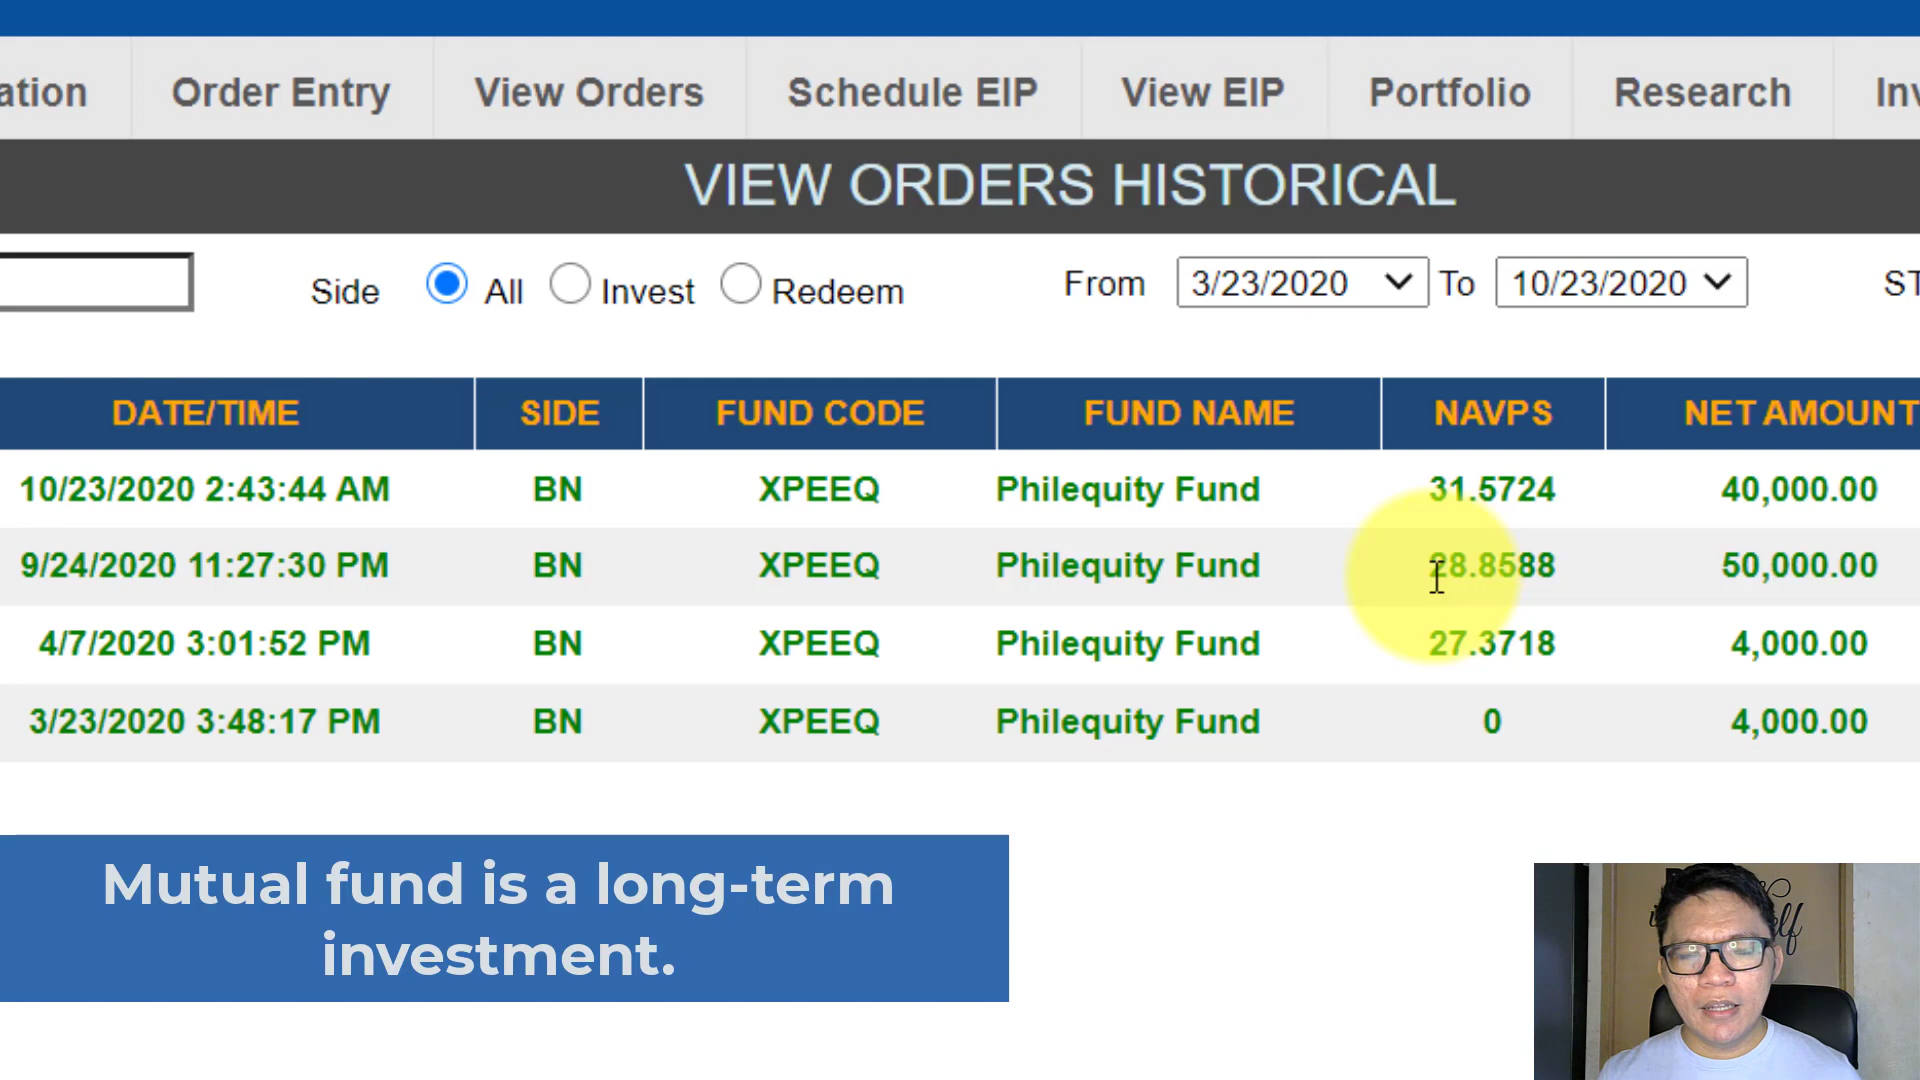 ation Order Entry View Orders Schedule EIP View EIP Portfolio Research Inv
VIEW ORDERS HISTORICAL
Side All Invest Redeem From 3/23/2020 To 10/23/2020 ST
DATE/TIME SIDE FUND CODE FUND NAME NAVPS NET AMOUNT
10/23/2020 2:43:44 AM BN XPEEQ Philequity Fund 31.5724 40,000.00
9/24/2020 11:27:30 PM BN XPEEQ Philequity Fund 28.8588 50,000.00
4/7/2020 3:01:52 PM BN XPEEQ Philequity Fund 27.3718 4,000.00
3/23/2020 3:48:17 PM BN XPEEQ Philequity Fund 0 4,000.00
Mutual fund is a long-term
investment.